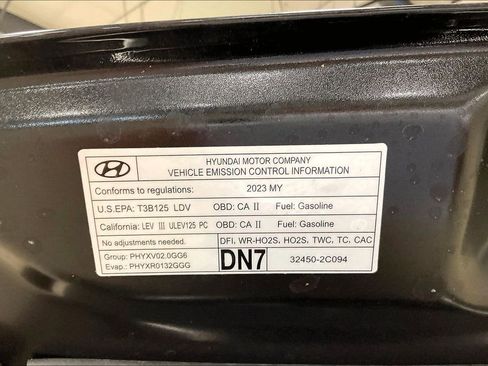 HYUNDAI MOTOR COMPANY
VEHICLE EMISSION CONTROL INFORMATION
Conforms to regulations: 2023 MY
U.S.EPA: T3B125 LDV OBD: CA II Fuel: Gasoline
California: LEV III ULEV125 PC OBD: CA II Fuel: Gasoline
No adjustments needed. DFI, WR-HO2S, HO2S, TWC, TC, CAC
Group: PHYXV02.0GG6
Evap.: PHYXR0132GGG
DN7 32450-2C094